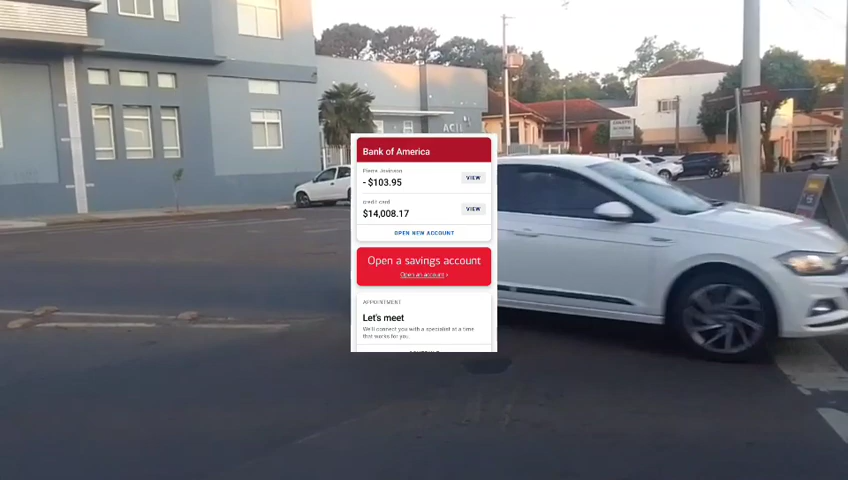 ACIL
Bank of America
- $103.95
VIEW
credit card
$14,008.17
VIEW
OPEN NEW ACCOUNT
Open a savings account
Open an account ›
APPOINTMENT
Let's meet
We'll connect you with a specialist at a time
that works for you.